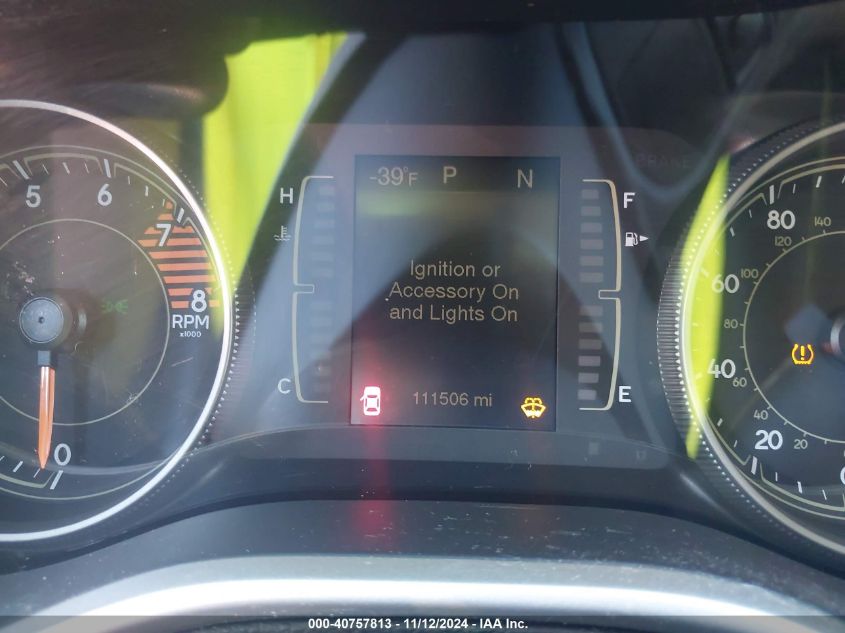 BRAKE
-39°F P N
H
F
5 6 7 8
RPM
x1000
0
Ignition or
Accessory On
and Lights On
C
E
111506 mi
80 60 40 20 0
140 120 100 80 60 40 20
000-40757813 - 11/12/2024 - IAA Inc.